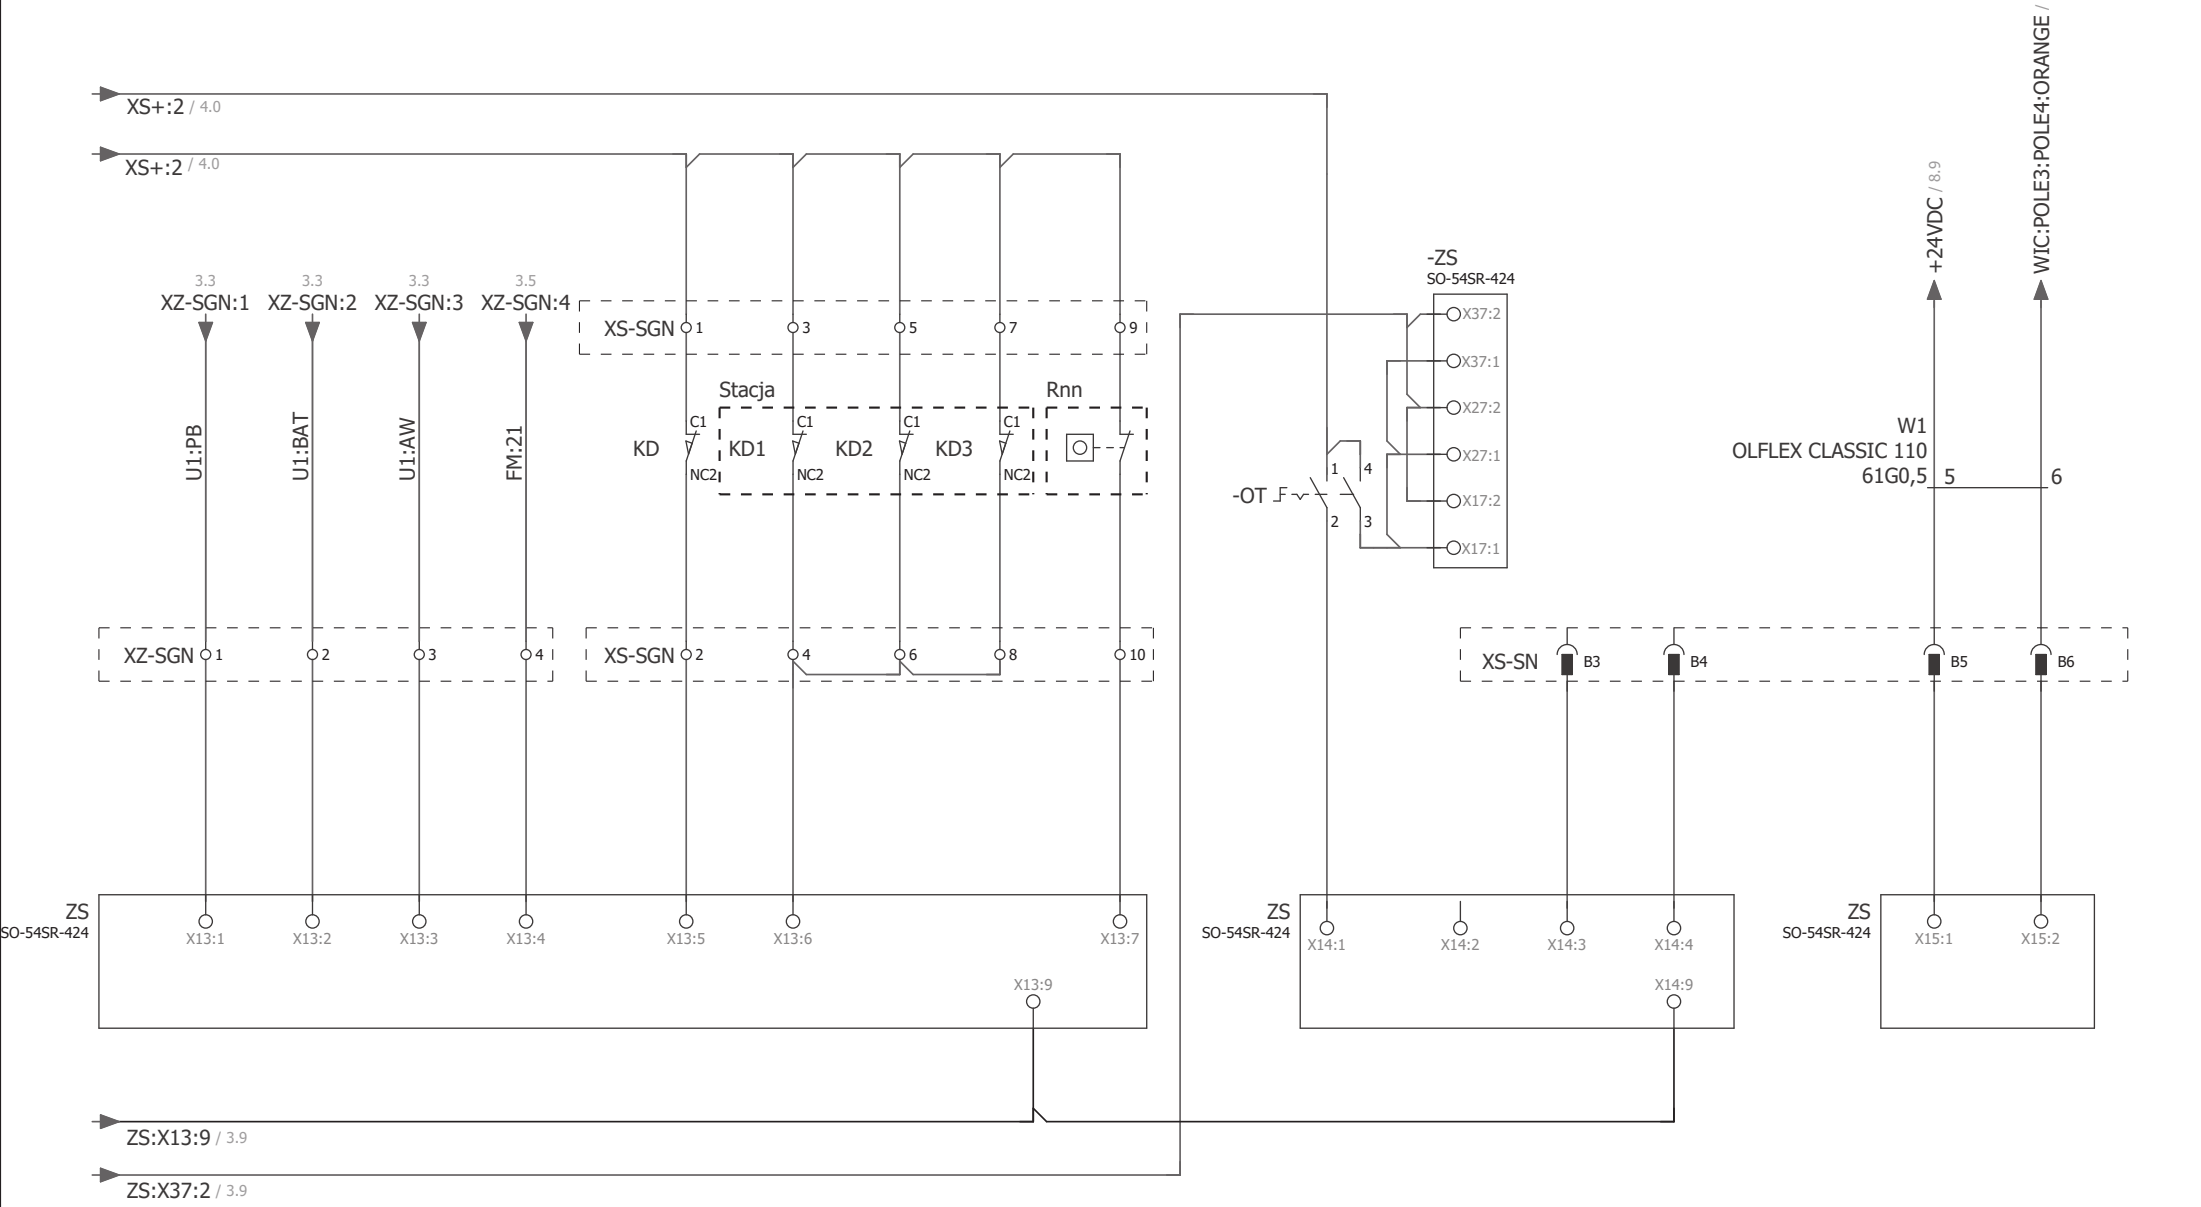 WIC:POLE3:POLE4:ORANGE /
XS+:2 / 4.0
XS+:2 / 4.0
+24VDC / 8.9
-ZS
SO-54SR-424
3.3 3.3 3.3 3.5
XZ-SGN:1 XZ-SGN:2 XZ-SGN:3 XZ-SGN:4
XS-SGN 1 3 5 7 9
X37:2
X37:1
X27:2
X27:1
X17:2
X17:1
Stacja Rnn
U1:PB U1:BAT U1:AW FM:21
KD C1 NC2
KD1 C1 NC2
KD2 C1 NC2
KD3 C1 NC2
-OT 1 4
2 3
W1
OLFLEX CLASSIC 110
61G0,5 5 6
XZ-SGN 1 2 3 4
XS-SGN 2 4 6 8 10
XS-SN B3 B4 B5 B6
ZS
SO-54SR-424
X13:1 X13:2 X13:3 X13:4 X13:5 X13:6 X13:7
X13:9
ZS
SO-54SR-424
X14:1 X14:2 X14:3 X14:4
X14:9
ZS
SO-54SR-424
X15:1 X15:2
ZS:X13:9 / 3.9
ZS:X37:2 / 3.9